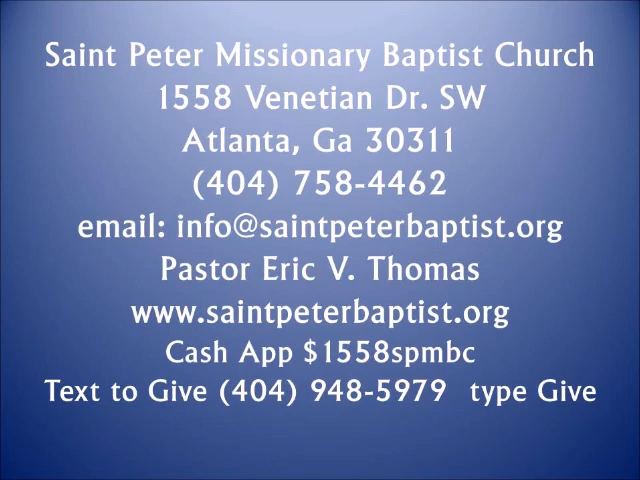 Saint Peter Missionary Baptist Church
1558 Venetian Dr. SW
Atlanta, Ga 30311
(404) 758-4462
email: info@saintpeterbaptist.org
Pastor Eric V. Thomas
www.saintpeterbaptist.org
Cash App $1558spmbc
Text to Give (404) 948-5979 type Give